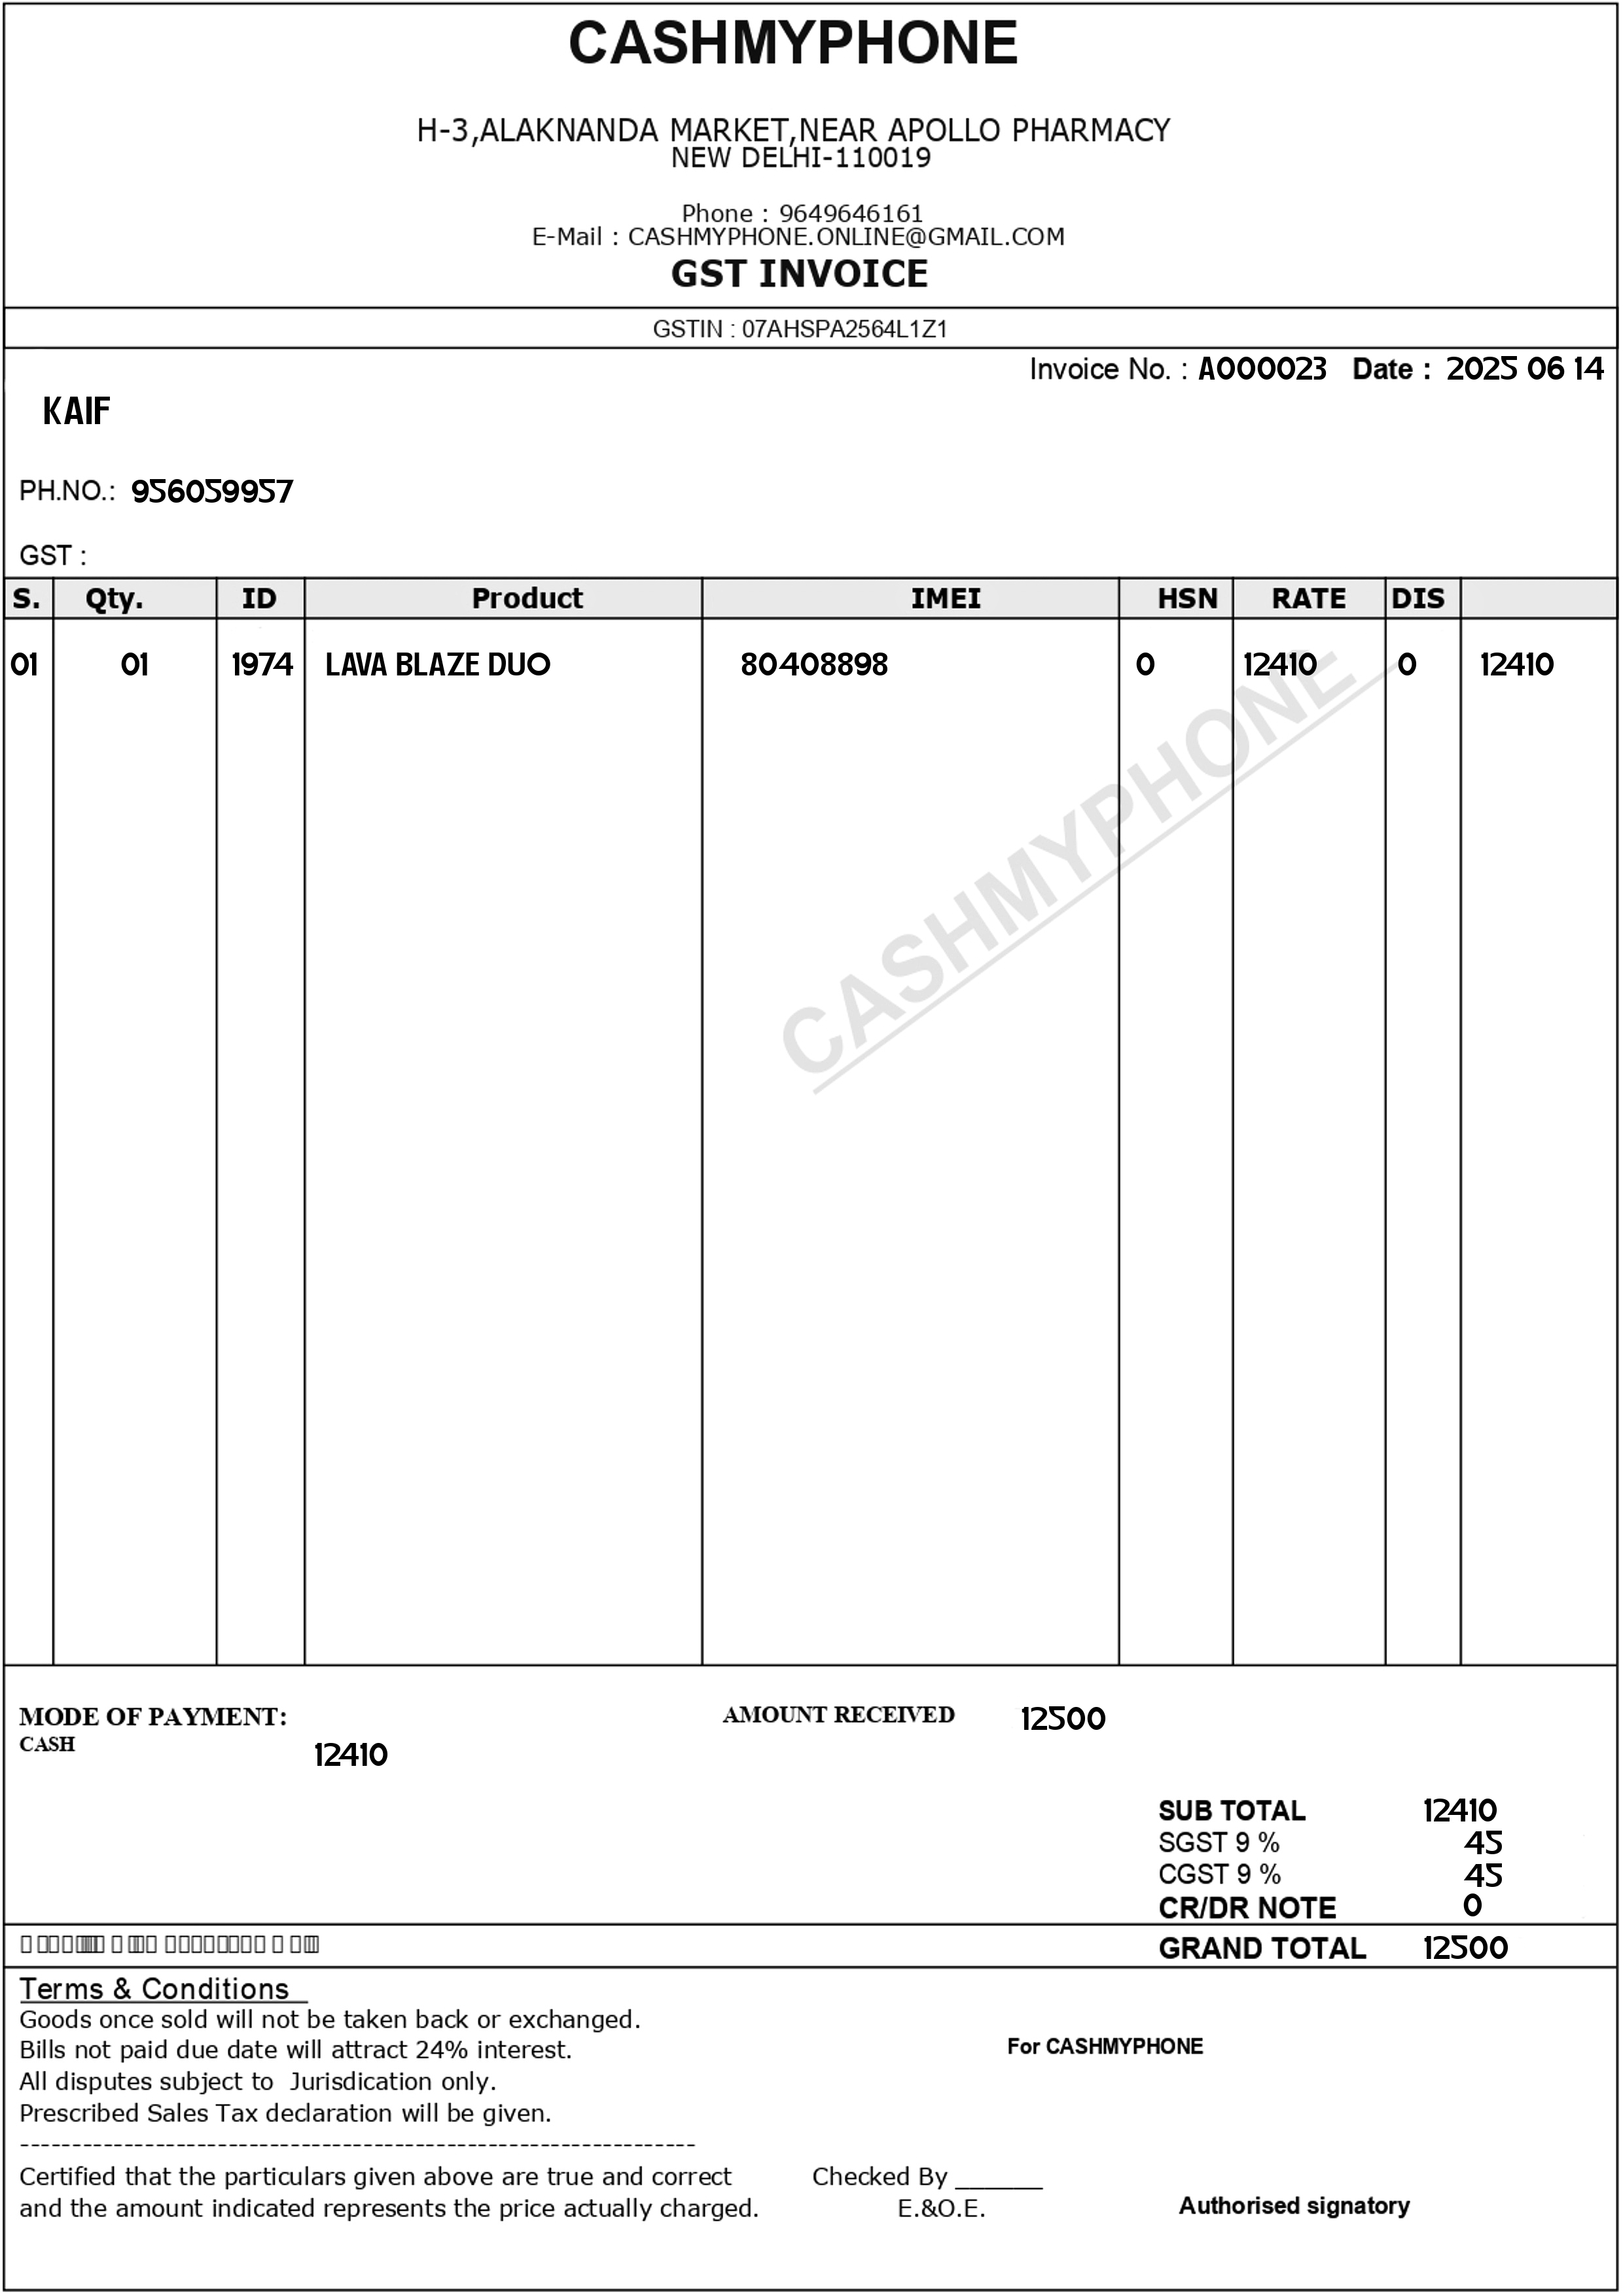 CASHMYPHONE
H-3,ALAKNANDA MARKET,NEAR APOLLO PHARMACY
NEW DELHI-110019
Phone : 9649646161
E-Mail : CASHMYPHONE.ONLINE@GMAIL.COM
GST INVOICE
GSTIN : 07AHSPA2564L1Z1
Invoice No. : A000023 Date : 2025 06 14
KAIF
PH.NO.: 956059957
GST :
S. Qty. ID Product IMEI HSN RATE DIS
01 01 1974 LAVA BLAZE DUO 80408898 0 12410 0 12410
CASHMYPHONE
MODE OF PAYMENT: AMOUNT RECEIVED 12500
CASH 12410
SUB TOTAL 12410
SGST 9 % 45
CGST 9 % 45
CR/DR NOTE 0
GRAND TOTAL 12500
Terms & Conditions
Goods once sold will not be taken back or exchanged.
Bills not paid due date will attract 24% interest.
For CASHMYPHONE
All disputes subject to Jurisdication only.
Prescribed Sales Tax declaration will be given.
-----------------------------------------------------------------
Certified that the particulars given above are true and correct Checked By ______
and the amount indicated represents the price actually charged. E.&O.E. Authorised signatory